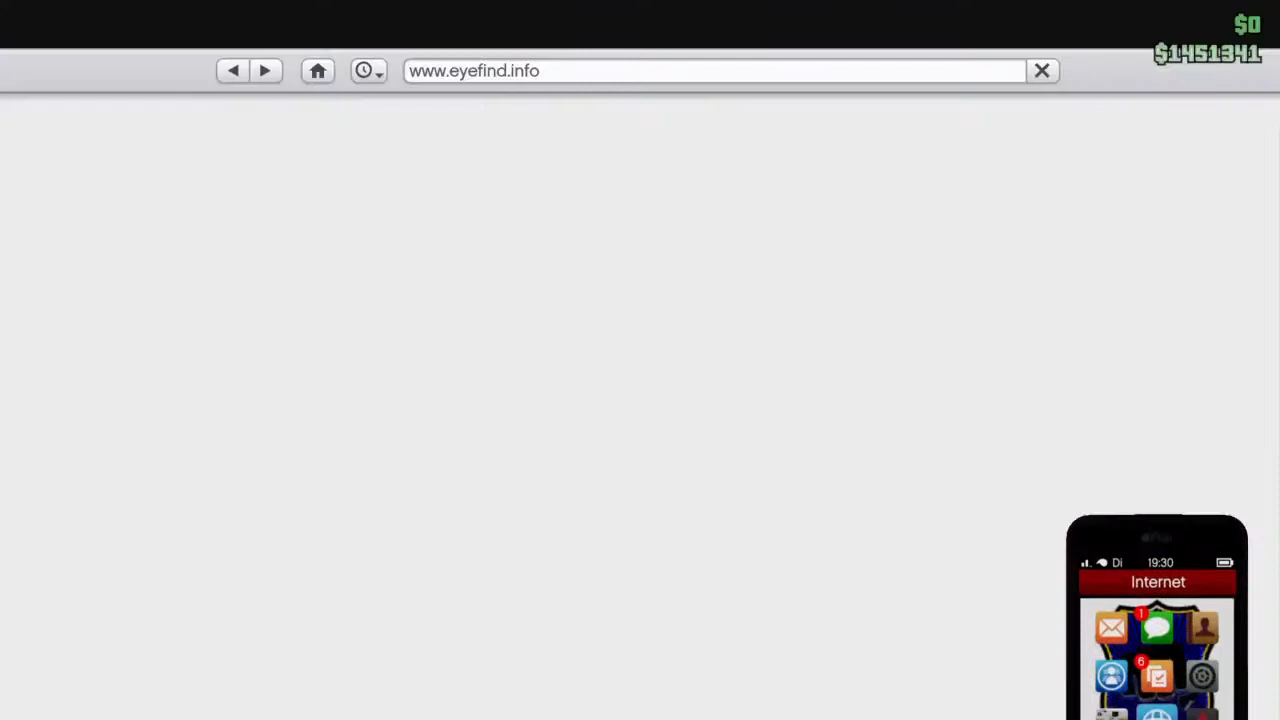 $0
$1451341
www.eyefind.info
Di 19:30
Internet
1
6